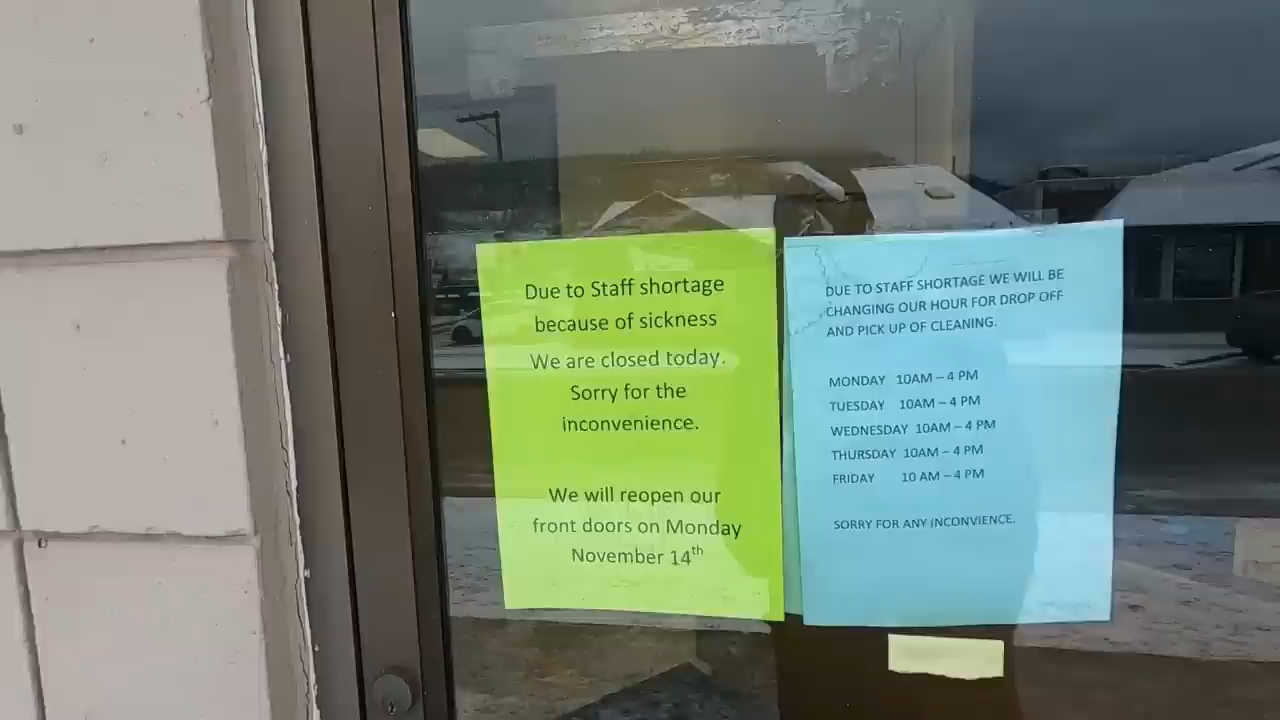 Due to Staff shortage
because of sickness
We are closed today.
Sorry for the
inconvenience.
We will reopen our
front doors on Monday
November 14th
DUE TO STAFF SHORTAGE WE WILL BE
CHANGING OUR HOUR FOR DROP OFF
AND PICK UP OF CLEANING.
MONDAY 10AM – 4 PM
TUESDAY 10AM – 4 PM
WEDNESDAY 10AM – 4 PM
THURSDAY 10AM – 4 PM
FRIDAY 10 AM – 4 PM
SORRY FOR ANY INCONVIENCE.